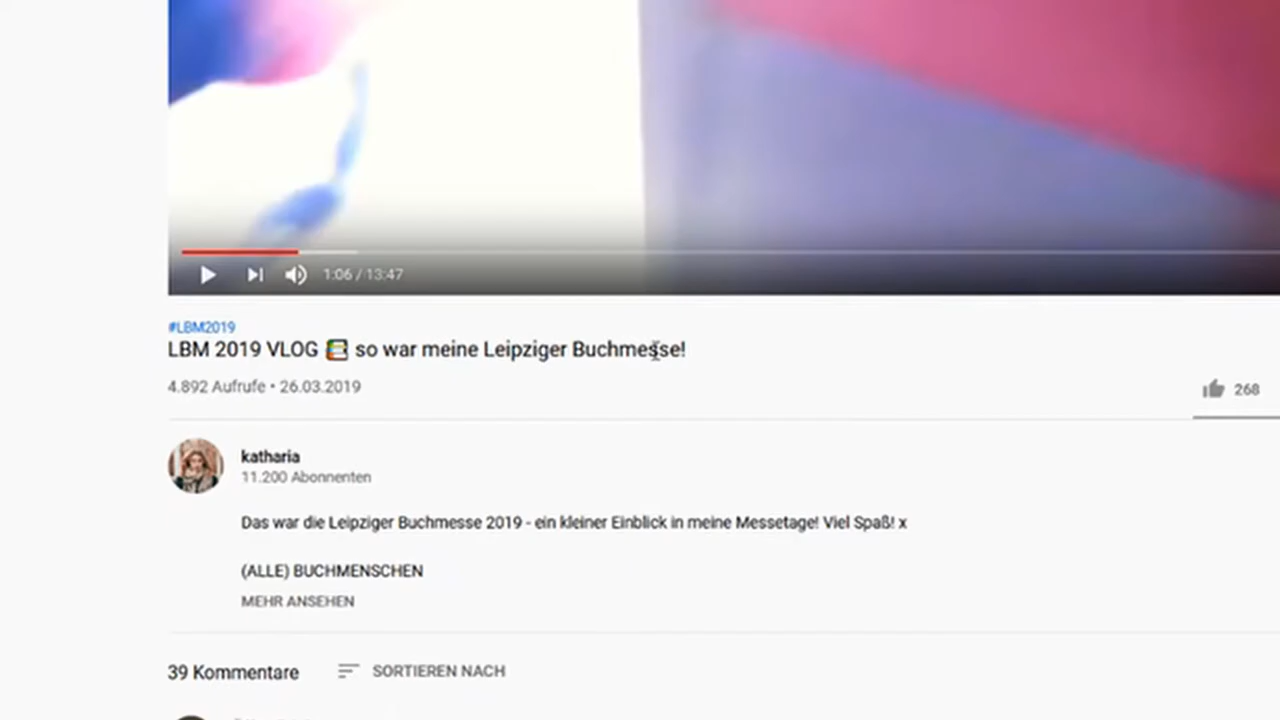 1:06 / 13:47
#LBM2019
LBM 2019 VLOG 📚 so war meine Leipziger Buchmesse!
4.892 Aufrufe • 26.03.2019
268
katharia
11.200 Abonnenten
Das war die Leipziger Buchmesse 2019 - ein kleiner Einblick in meine Messetage! Viel Spaß! x
(ALLE) BUCHMENSCHEN
MEHR ANSEHEN
39 Kommentare
SORTIEREN NACH